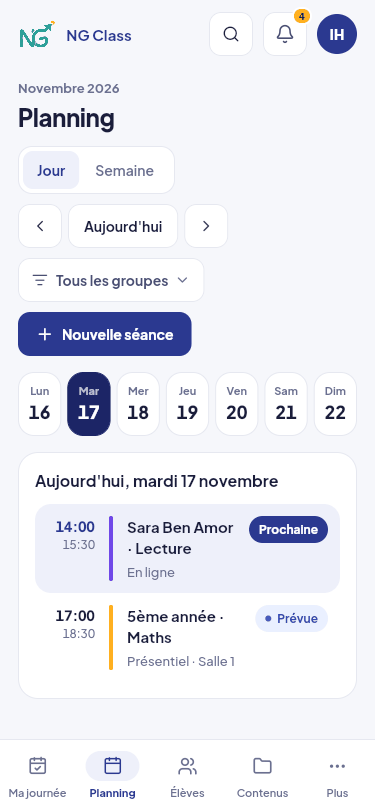 NG
NG Class
4
IH
Novembre 2026
Planning
Jour
Semaine
Aujourd'hui
Tous les groupes
Nouvelle séance
Lun
Mar
Mer
Jeu
Ven
Sam
Dim
16
17
18
19
20
21
22
Aujourd'hui, mardi 17 novembre
14:00
15:30
Sara Ben Amor
· Lecture
En ligne
Prochaine
17:00
18:30
5ème année ·
Maths
Présentiel · Salle 1
Prévue
Ma journée
Planning
Élèves
Contenus
Plus